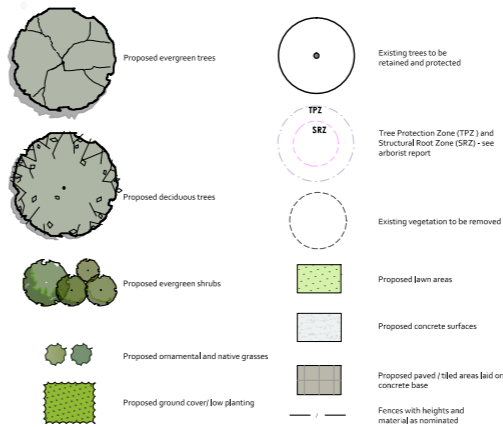 Proposed evergreen trees
Proposed deciduous trees
Proposed evergreen shrubs
Proposed ornamental and native grasses
Proposed ground cover/ low planting
Existing trees to be
retained and protected
TPZ
SRZ
Tree Protection Zone (TPZ ) and
Structural Root Zone (SRZ) - see
arborist report
Existing vegetation to be removed
Proposed lawn areas
Proposed concrete surfaces
Proposed paved / tiled areas laid on
concrete base
Fences with heights and
material as nominated